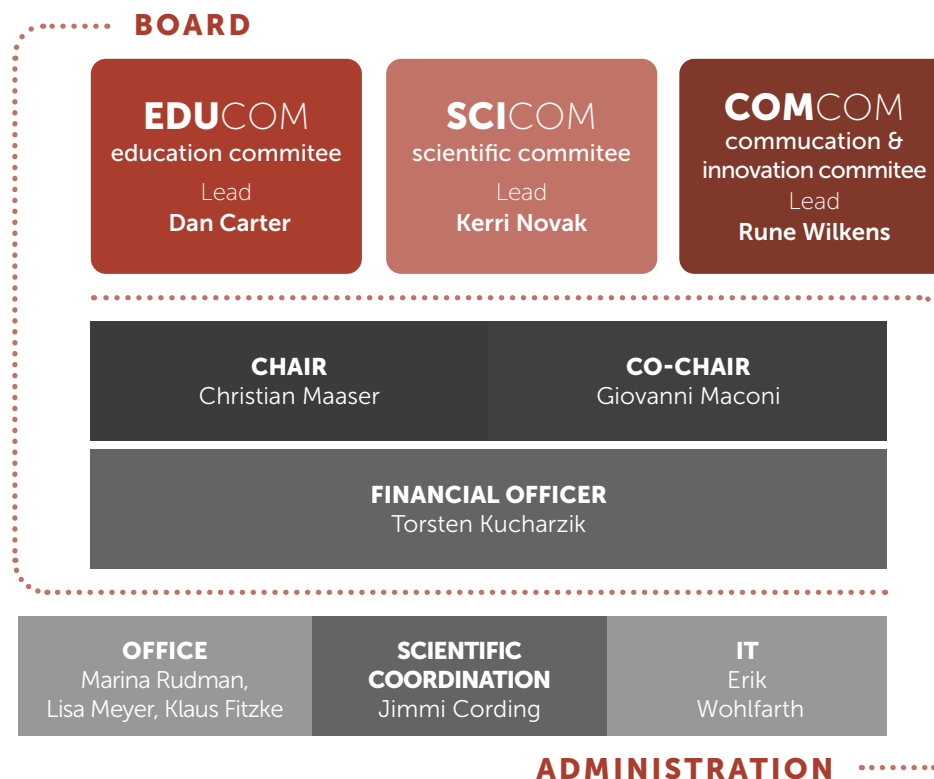 BOARD
EDUCOM
education commitee
Lead
Dan Carter
SCICOM
scientific commitee
Lead
Kerri Novak
COMCOM
commucation &
innovation commitee
Lead
Rune Wilkens
CHAIR
Christian Maaser
CO-CHAIR
Giovanni Maconi
FINANCIAL OFFICER
Torsten Kucharzik
OFFICE
Marina Rudman,
Lisa Meyer, Klaus Fitzke
SCIENTIFIC
COORDINATION
Jimmi Cording
IT
Erik
Wohlfarth
ADMINISTRATION